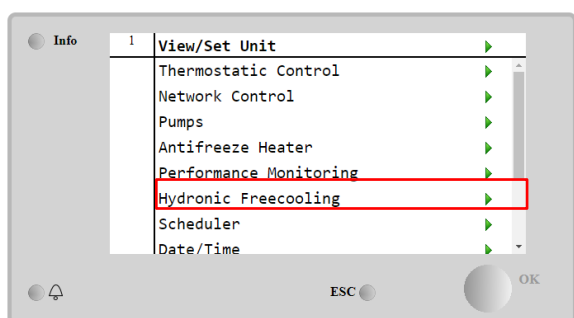 Info
1 View/Set Unit
Thermostatic Control
Network Control
Pumps
Antifreeze Heater
Performance Monitoring
Hydronic Freecooling
Scheduler
Date/Time
ESC
OK